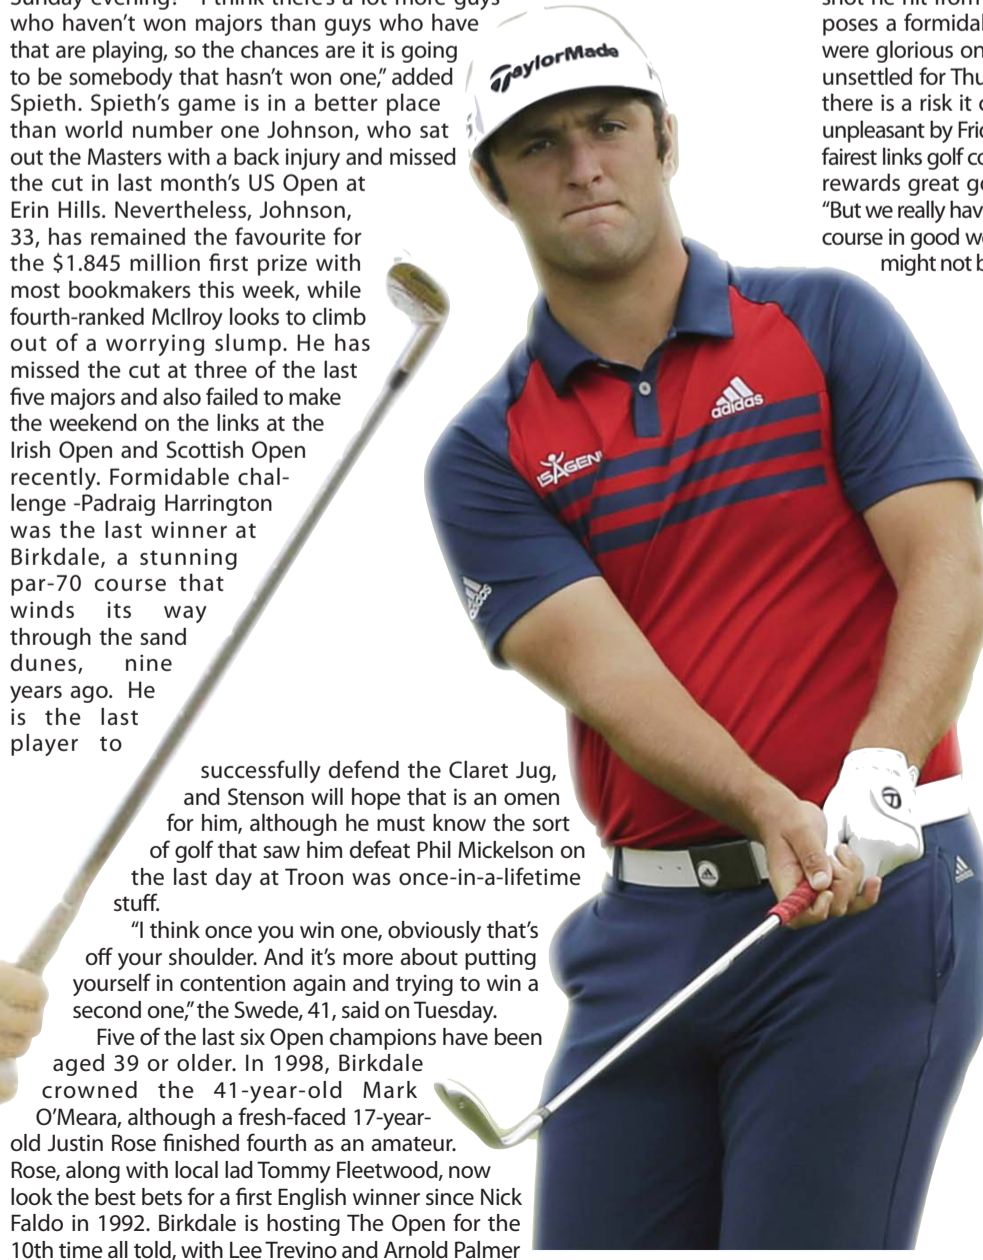 Sunday evening? "I think there's a lot more guys
who haven't won majors than guys who have
that are playing, so the chances are it is going
to be somebody that hasn't won one," added
Spieth. Spieth's game is in a better place
than world number one Johnson, who sat
out the Masters with a back injury and missed
the cut in last month's US Open at
Erin Hills. Nevertheless, Johnson,
33, has remained the favourite for
the $1.845 million first prize with
most bookmakers this week, while
fourth-ranked McIlroy looks to climb
out of a worrying slump. He has
missed the cut at three of the last
five majors and also failed to make
the weekend on the links at the
Irish Open and Scottish Open
recently. Formidable chal-
lenge -Padraig Harrington
was the last winner at
Birkdale, a stunning
par-70 course that
winds its way
through the sand
dunes, nine
years ago. He
is the last
player to
successfully defend the Claret Jug,
and Stenson will hope that is an omen
for him, although he must know the sort
of golf that saw him defeat Phil Mickelson on
the last day at Troon was once-in-a-lifetime
stuff.
"I think once you win one, obviously that's
off your shoulder. And it's more about putting
yourself in contention again and trying to win a
second one," the Swede, 41, said on Tuesday.
Five of the last six Open champions have been
aged 39 or older. In 1998, Birkdale
crowned the 41-year-old Mark
O'Meara, although a fresh-faced 17-year-
old Justin Rose finished fourth as an amateur.
Rose, along with local lad Tommy Fleetwood, now
look the best bets for a first English winner since Nick
Faldo in 1992. Birkdale is hosting The Open for the
10th time all told, with Lee Trevino and Arnold Palmer
TaylorMade
adidas
ISAGEN
adidas
shot he hit from
poses a formidal
were glorious on
unsettled for Thu
there is a risk it
unpleasant by Frid
fairest links golf co
rewards great go
"But we really hav
course in good we
might not b